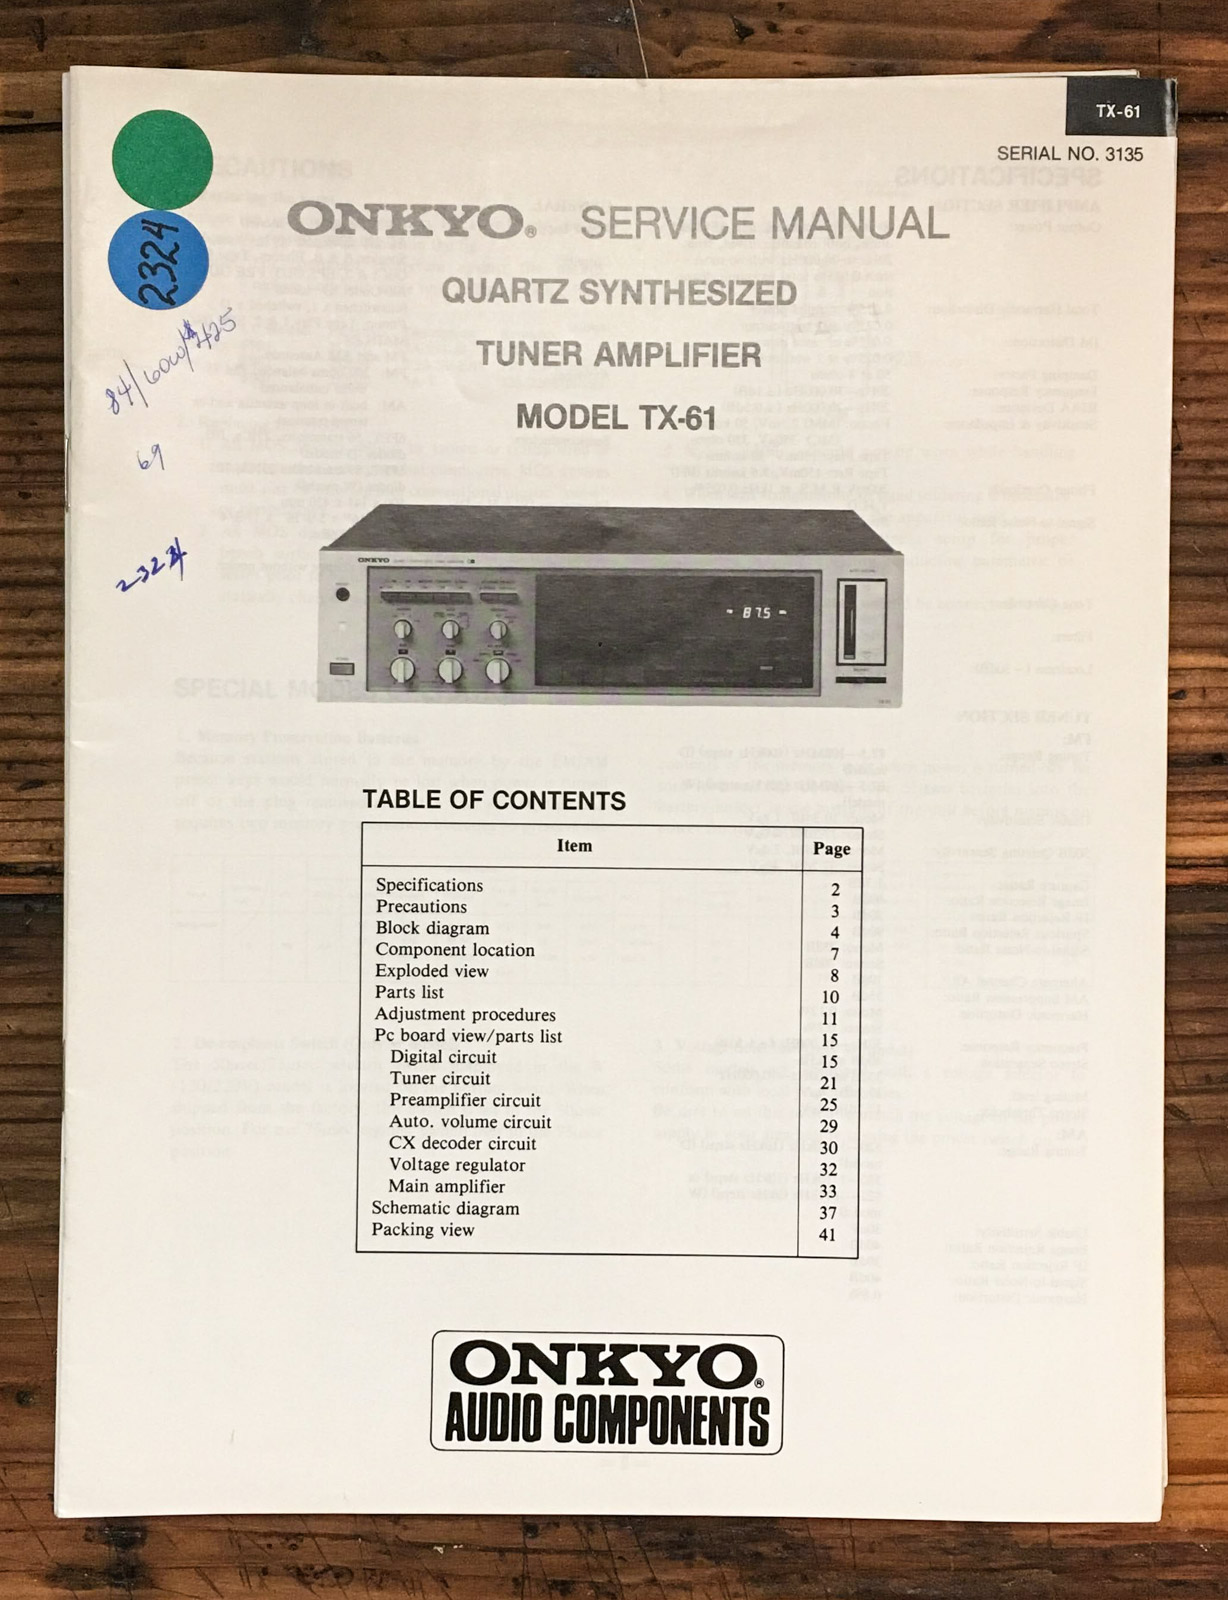 TX-61
SERIAL NO. 3135
2324
ONKYO® SERVICE MANUAL
QUARTZ SYNTHESIZED
TUNER AMPLIFIER
MODEL TX-61
84/60W/$425
69
2324
ONKYO
87.5
TABLE OF CONTENTS
Item Page
Specifications 2
Precautions 3
Block diagram 4
Component location 7
Exploded view 8
Parts list 10
Adjustment procedures 11
Pc board view/parts list 15
Digital circuit 15
Tuner circuit 21
Preamplifier circuit 25
Auto. volume circuit 29
CX decoder circuit 30
Voltage regulator 32
Main amplifier 33
Schematic diagram 37
Packing view 41
ONKYO®
AUDIO COMPONENTS